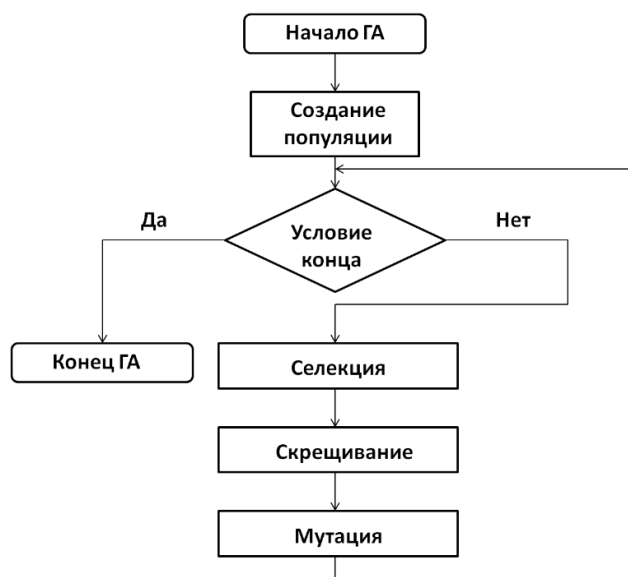 Начало ГА
Создание
популяции
Да
Нет
Условие
конца
Конец ГА
Селекция
Скрещивание
Мутация